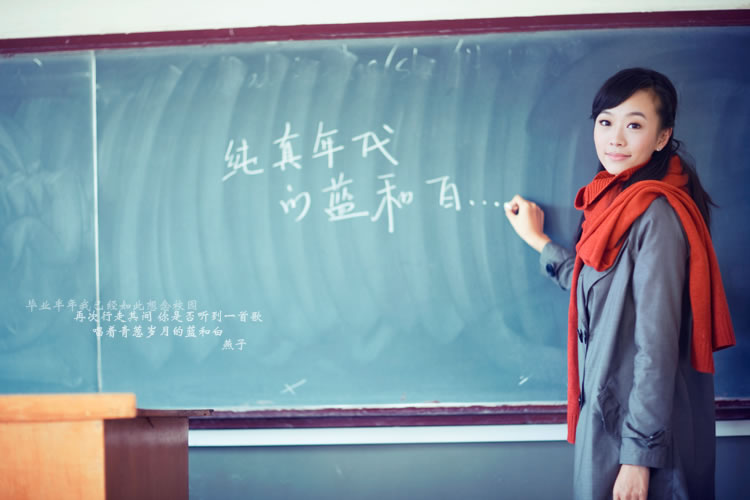 纯真年代
的蓝和百...
毕业半年或已经如此想念校园
再次行走其间 你是否听到一首歌
唱着青葱岁月的蓝和白
燕子